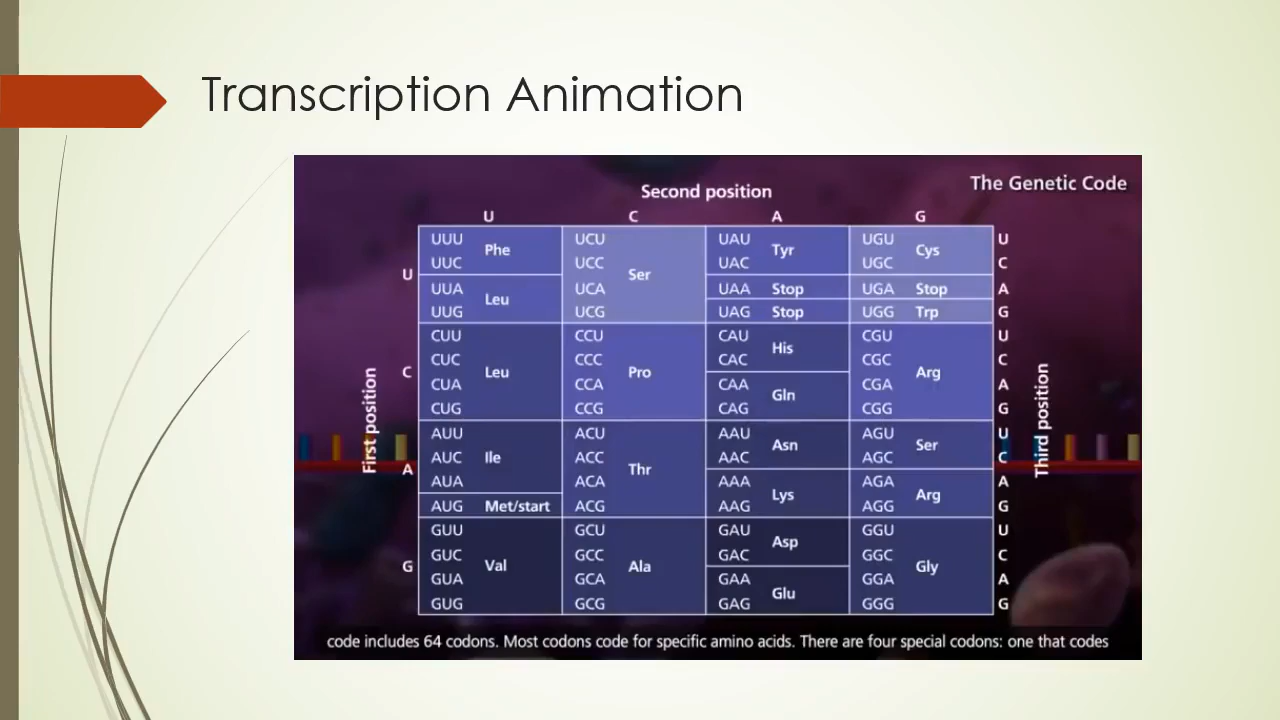 Transcription Animation
The Genetic Code
Second position
U C A G
UUU Phe UCU Ser UAU Tyr UGU Cys U
UUC UCC UAC UGC C
U
UUA Leu UCA UAA Stop UGA Stop A
UUG UCG UAG Stop UGG Trp G
CUU Leu CCU Pro CAU His CGU Arg U
CUC CCC CAC CGC C
C
CUA CCA CAA Gln CGA A
CUG CCG CAG CGG G
First position
Third position
AUU Ile ACU Thr AAU Asn AGU Ser U
AUC ACC AAC AGC C
A
AUA ACA AAA Lys AGA Arg A
AUG Met/start ACG AAG AGG G
GUU Val GCU Ala GAU Asp GGU Gly U
GUC GCC GAC GGC C
G
GUA GCA GAA Glu GGA A
GUG GCG GAG GGG G
code includes 64 codons. Most codons code for specific amino acids. There are four special codons: one that codes